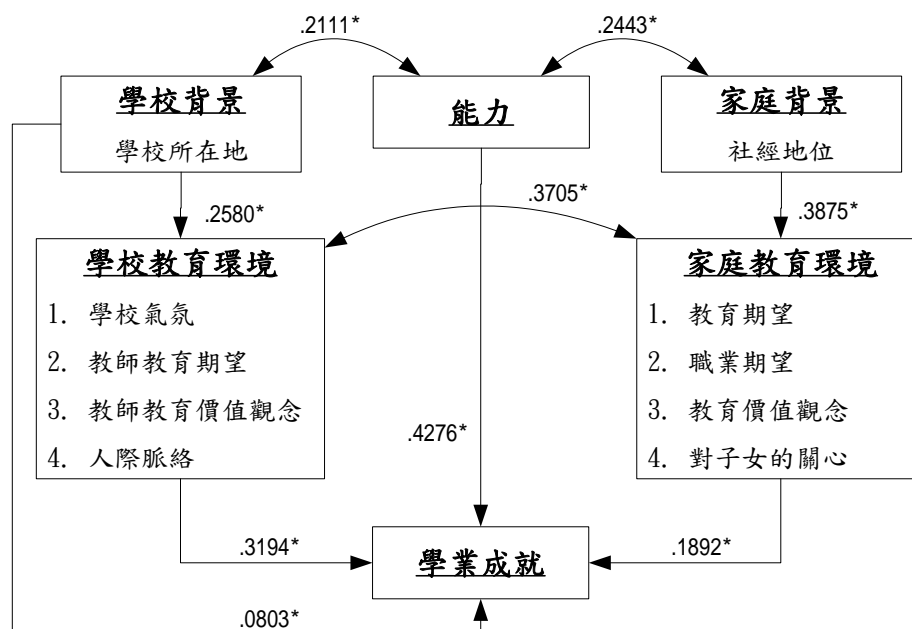 .2111*
.2443*
學校背景
學校所在地
能力
家庭背景
社經地位
.2580*
.3705*
.3875*
學校教育環境
1. 學校氣氛
2. 教師教育期望
3. 教師教育價值觀念
4. 人際脈絡
家庭教育環境
1. 教育期望
2. 職業期望
3. 教育價值觀念
4. 對子女的關心
.4276*
.3194*
學業成就
.1892*
.0803*